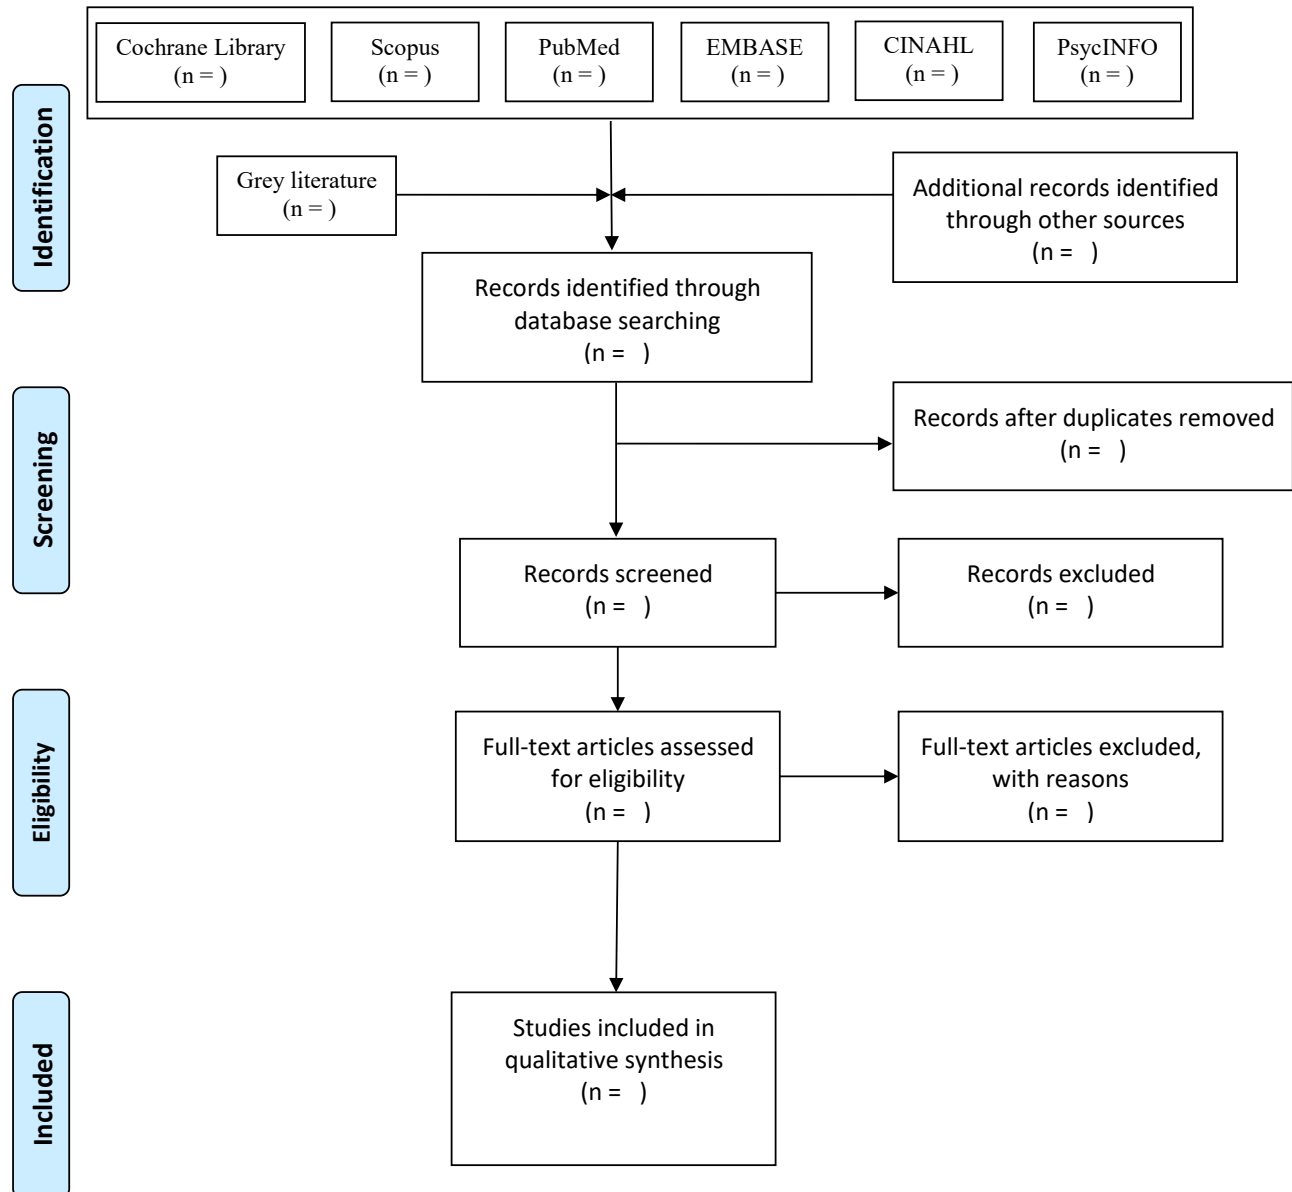 Cochrane Library
(n = )
Scopus
(n = )
PubMed
(n = )
EMBASE
(n = )
CINAHL
(n = )
PsycINFO
(n = )
Identification
Grey literature
(n = )
Additional records identified
through other sources
(n =   )
Records identified through
database searching
(n =   )
Screening
Records after duplicates removed
(n =   )
Records screened
(n =   )
Records excluded
(n =   )
Eligibility
Full-text articles assessed
for eligibility
(n =   )
Full-text articles excluded,
with reasons
(n =   )
Included
Studies included in
qualitative synthesis
(n =   )